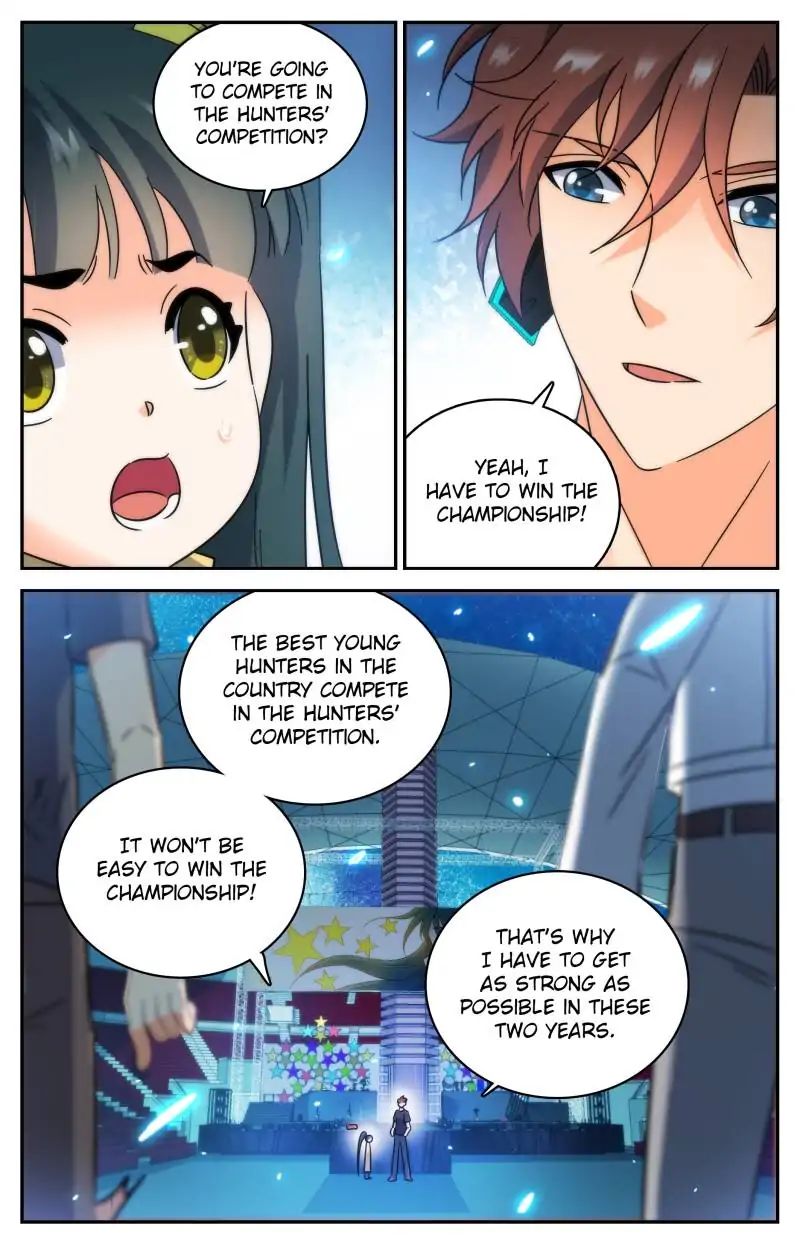 YOU'RE GOING
TO COMPETE IN
THE HUNTERS'
COMPETITION?
YEAH, I
HAVE TO WIN THE
CHAMPIONSHIP!
THE BEST YOUNG
HUNTERS IN THE
COUNTRY COMPETE
IN THE HUNTERS'
COMPETITION.
IT WON'T BE
EASY TO WIN THE
CHAMPIONSHIP!
THAT'S WHY
I HAVE TO GET
AS STRONG AS
POSSIBLE IN THESE
TWO YEARS.